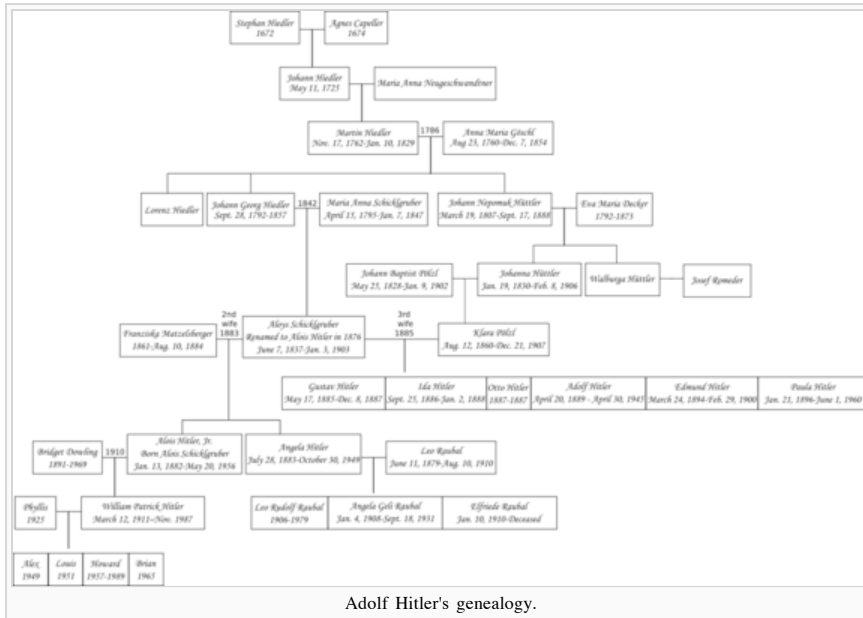 Stephan Hiedler
1672
Agnes Capeller
1674
Johann Hiedler
May 11, 1725
Maria Anna Neugeschwandtner
Martin Hiedler
Nov. 17, 1762-Jan. 10, 1829
1786
Anna Maria Göschl
Aug 23, 1760-Dec. 7, 1854
Lorenz Hiedler
Johann Georg Hiedler
Sept. 28, 1792-1857
1842
Maria Anna Schicklgruber
April 15, 1795-Jan. 7, 1847
Johann Nepomuk Hüttler
March 19, 1807-Sept. 17, 1888
Eva Maria Decker
1792-1873
Johann Baptist Pölzl
May 25, 1828-Jan. 9, 1902
Johanna Hüttler
Jan. 19, 1830-Feb. 8, 1906
Walburga Hüttler
Josef Romeder
Franziska Matzelsberger
1861-Aug. 10, 1884
2nd
wife
1883
Aloys Schicklgruber
Renamed to Alois Hitler in 1876
June 7, 1837-Jan. 3, 1903
3rd
wife
1885
Klara Pölzl
Aug. 12, 1860-Dec. 21, 1907
Gustav Hitler
May 17, 1885-Dec. 8, 1887
Ida Hitler
Sept. 25, 1886-Jan. 2, 1888
Otto Hitler
1887-1887
Adolf Hitler
April 20, 1889 - April 30, 1945
Edmund Hitler
March 24, 1894-Feb. 29, 1900
Paula Hitler
Jan. 21, 1896-June 1, 1960
Bridget Dowling
1891-1969
1910
Alois Hitler, Jr.
Born Alois Schicklgruber
Jan. 13, 1882-May 20, 1956
Angela Hitler
July 28, 1883-October 30, 1949
Leo Raubal
June 11, 1879-Aug. 10, 1910
Phyllis
1925
William Patrick Hitler
March 12, 1911-Nov. 1987
Leo Rudolf Raubal
1906-1979
Angela Geli Raubal
Jan. 4, 1908-Sept. 18, 1931
Elfriede Raubal
Jan. 10, 1910-Deceased
Alex
1949
Louis
1951
Howard
1957-1989
Brian
1965
Adolf Hitler's genealogy.